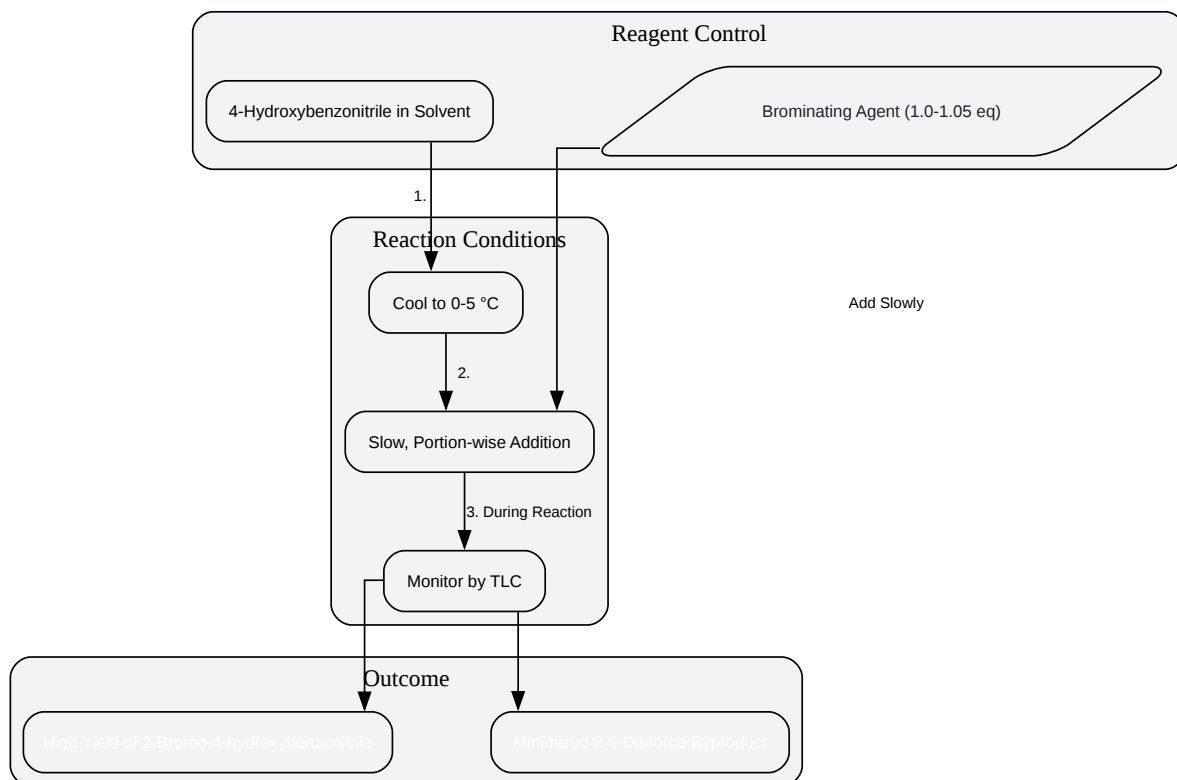 Reagent Control
4-Hydroxybenzonitrile in Solvent
Brominating Agent (1.0-1.05 eq)
1.
Reaction Conditions
Cool to 0-5 °C
Add Slowly
2.
Slow, Portion-wise Addition
3. During Reaction
Monitor by TLC
Outcome
High Yield of 2-Bromo-4-hydroxybenzonitrile
Minimized 2,6-Dibromo Byproduct